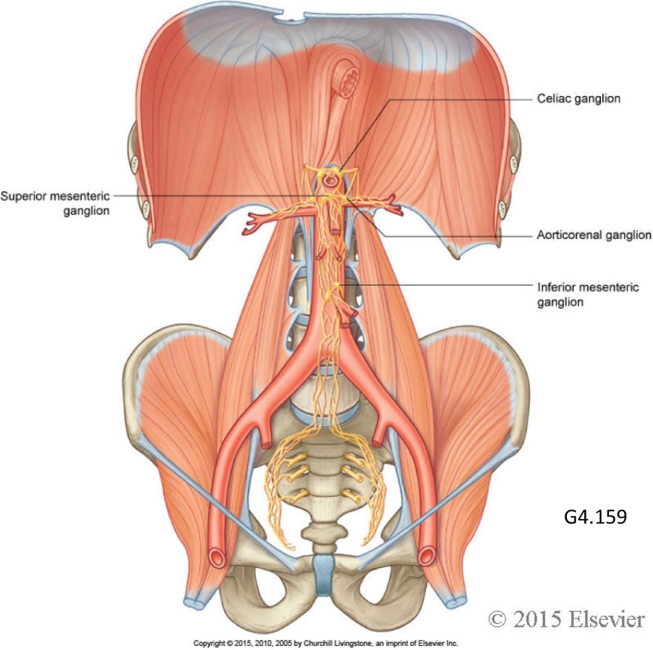 Celiac ganglion
Superior mesenteric
ganglion
Aorticorenal ganglion
Inferior mesenteric
ganglion
G4.159
© 2015 Elsevier
Copyright © 2015, 2010, 2005 by Churchill Livingstone, an imprint of Elsevier Inc.